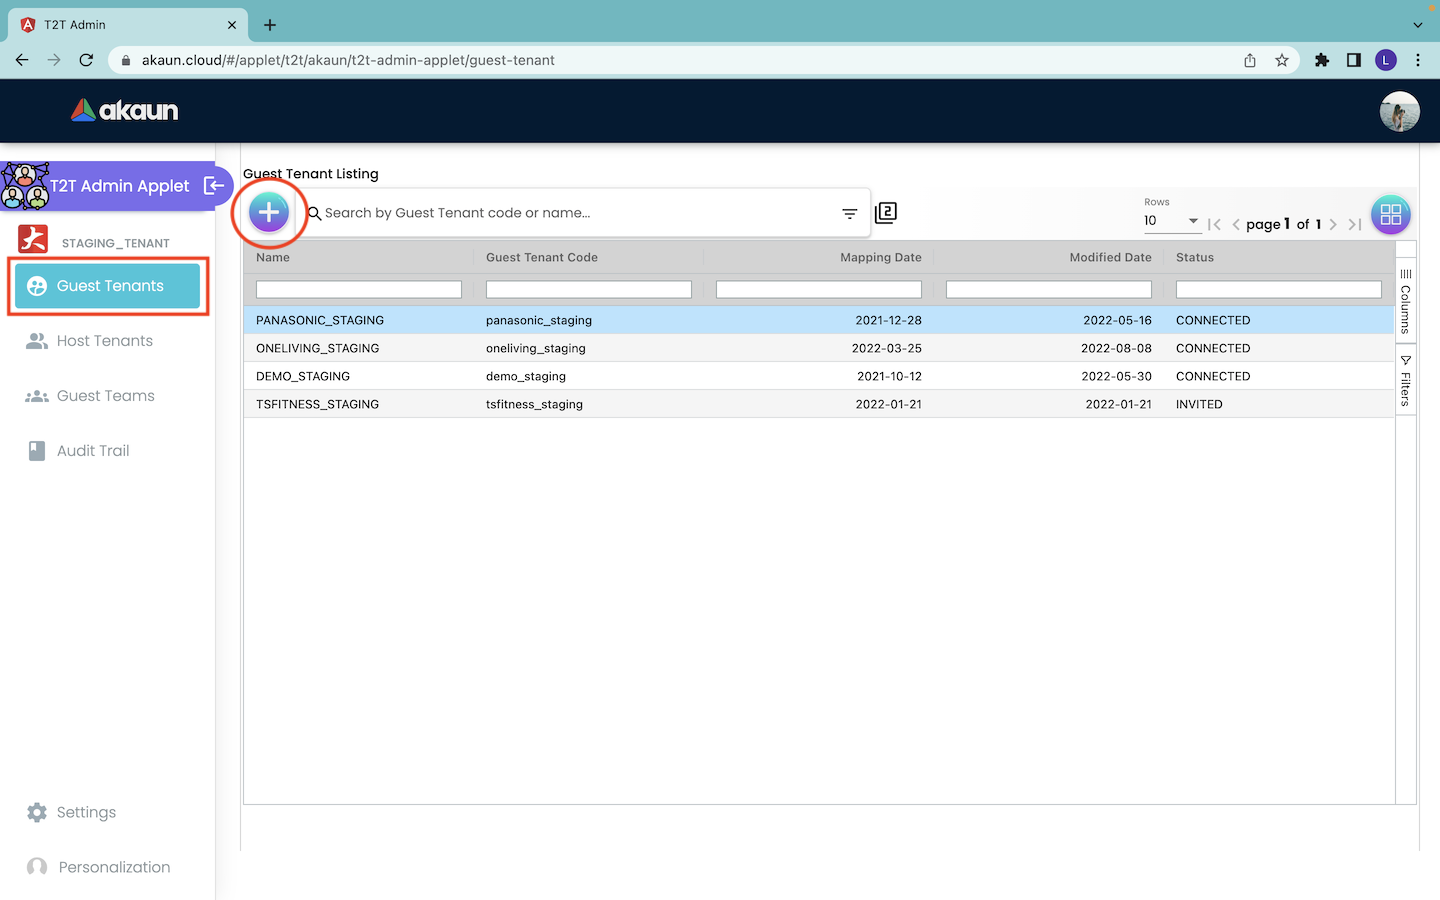 T2T Admin
akaun.cloud/#/applet/t2t/akaun/t2t-admin-applet/guest-tenant
L
akaun
T2T Admin Applet
STAGING_TENANT
Guest Tenants
Host Tenants
Guest Teams
Audit Trail
Settings
Personalization
Guest Tenant Listing
Search by Guest Tenant code or name...
2
Rows
10
page 1 of 1
Name Guest Tenant Code Mapping Date Modified Date Status
PANASONIC_STAGING panasonic_staging 2021-12-28 2022-05-16 CONNECTED
ONELIVING_STAGING oneliving_staging 2022-03-25 2022-08-08 CONNECTED
DEMO_STAGING demo_staging 2021-10-12 2022-05-30 CONNECTED
TSFITNESS_STAGING tsfitness_staging 2022-01-21 2022-01-21 INVITED
Columns
Filters